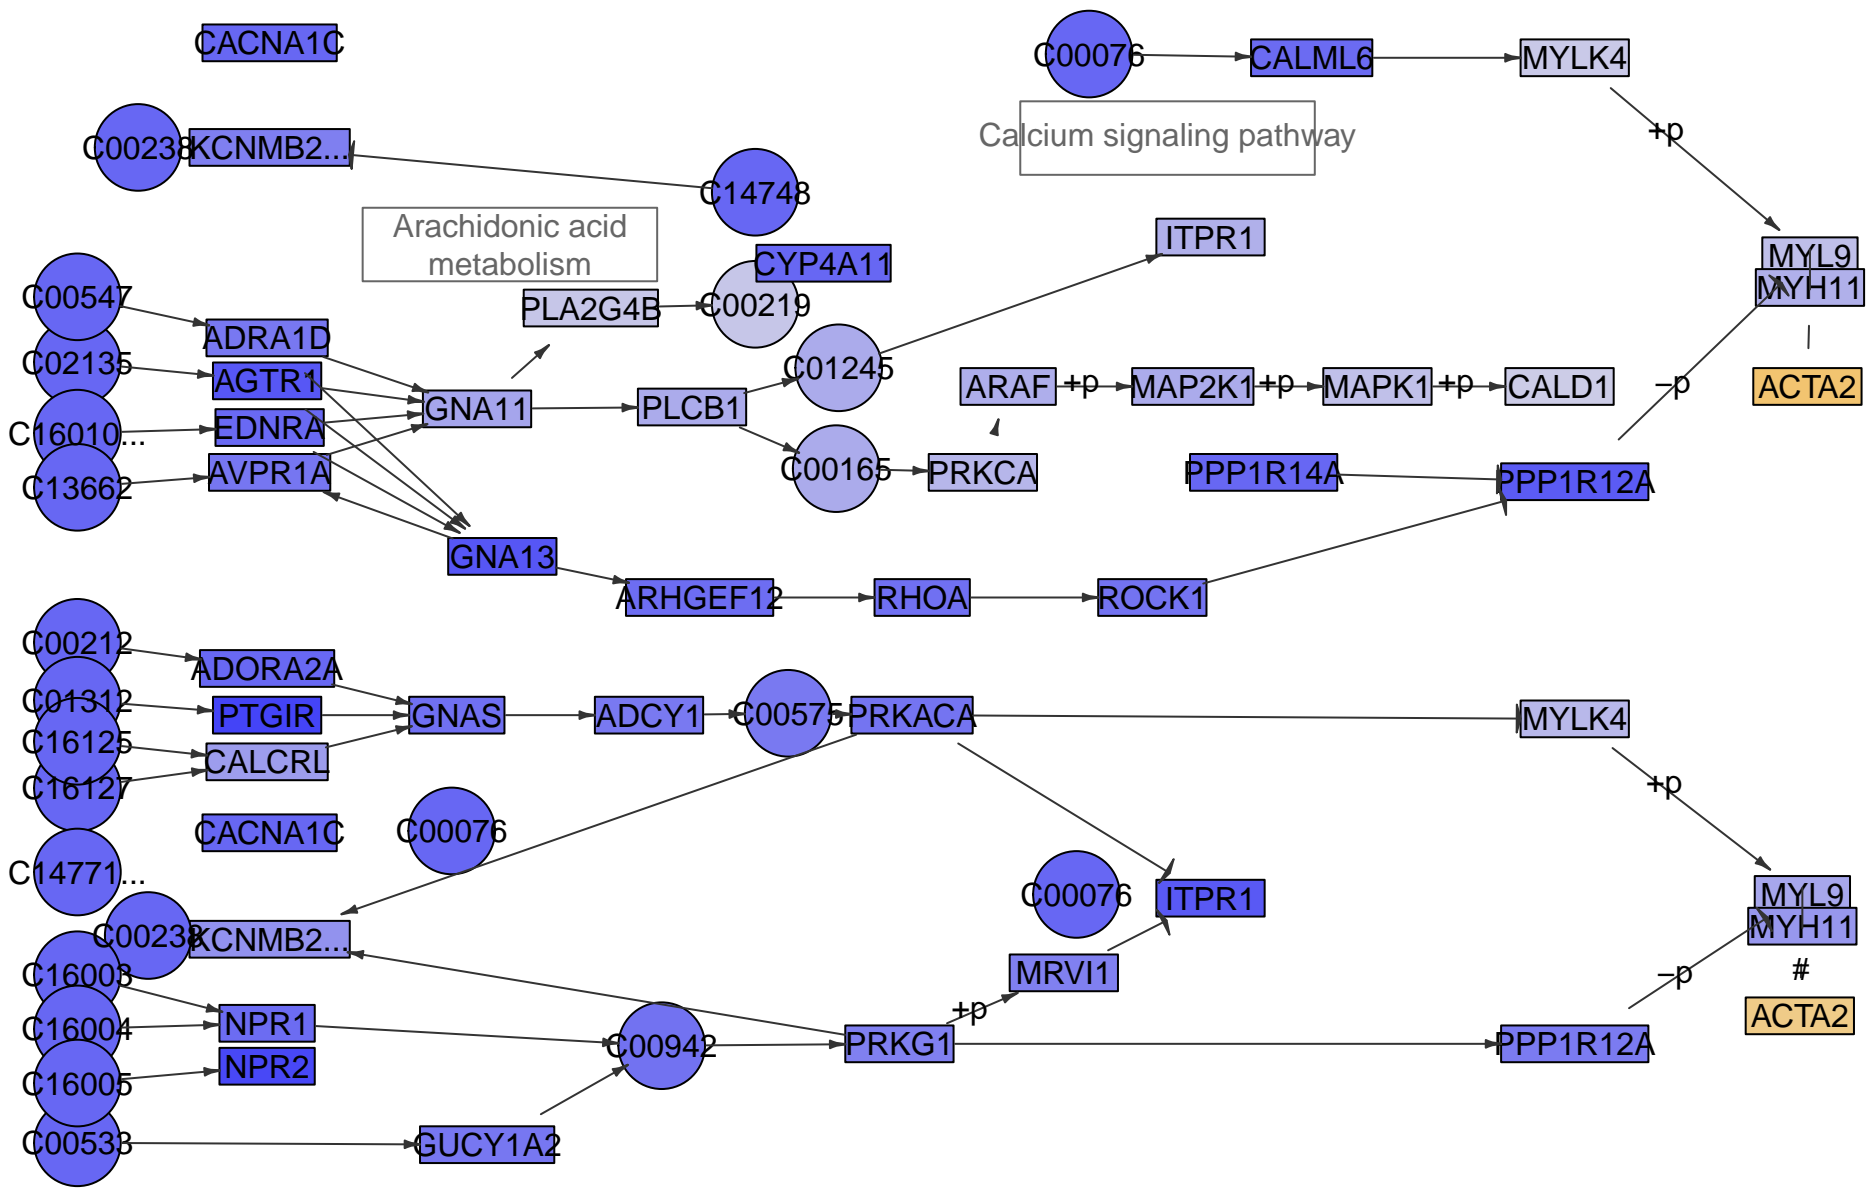 CACNA1C
C00076
CALML6
MYLK4
+p
C00238
KCNMB2...
Calcium signaling pathway
C14748
Arachidonic acid
metabolism
ITPR1
CYP4A11
MYL9
MYH11
C00547
PLA2G4B
C00219
ADRA1D
C02135
AGTR1
C01245
ARAF
+p
MAP2K1
+p
MAPK1
+p
CALD1
−p
ACTA2
GNA11
PLCB1
C16010...
EDNRA
C13662
AVPR1A
C00165
PRKCA
PPP1R14A
PPP1R12A
GNA13
ARHGEF12
RHOA
ROCK1
C00212
ADORA2A
C01312
PTGIR
GNAS
ADCY1
C00575
PRKACA
MYLK4
C16125
CALCRL
C16127
+p
CACNA1C
C00076
C14771...
C00076
ITPR1
MYL9
MYH11
C00238
KCNMB2...
C16003
MRVI1
#
−p
+p
ACTA2
C16004
NPR1
C00942
PRKG1
PPP1R12A
C16005
NPR2
C00533
GUCY1A2